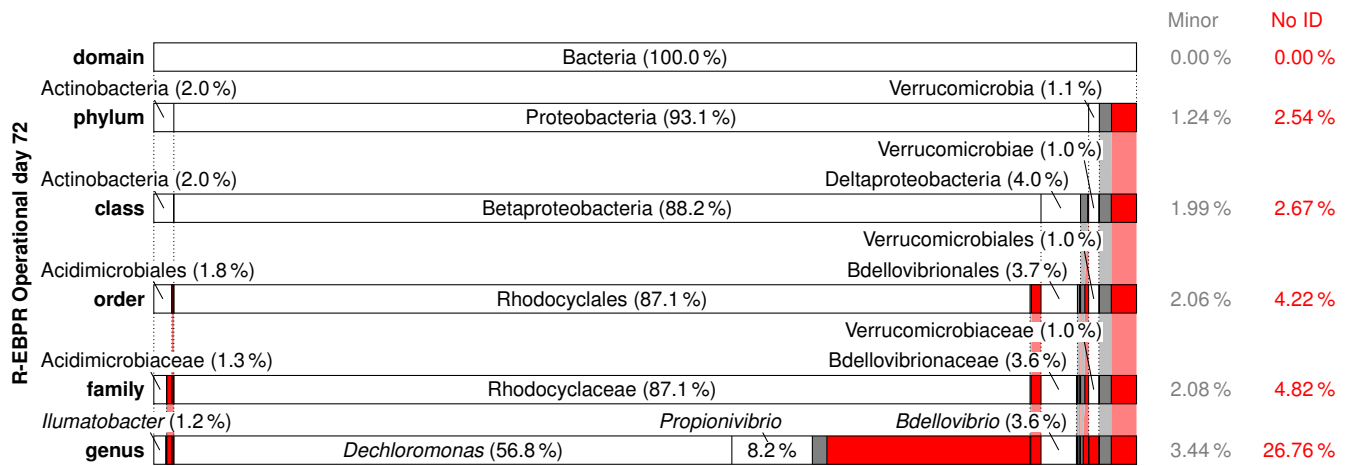 Minor No ID
domain Bacteria (100.0 %) 0.00 % 0.00 %
Actinobacteria (2.0 %) Verrucomicrobia (1.1 %)
phylum Proteobacteria (93.1 %) 1.24 % 2.54 %
Verrucomicrobiae (1.0 %)
Actinobacteria (2.0 %) Deltaproteobacteria (4.0 %)
class Betaproteobacteria (88.2 %) 1.99 % 2.67 %
Verrucomicrobiales (1.0 %)
Acidimicrobiales (1.8 %) Bdellovibrionales (3.7 %)
order Rhodocyclales (87.1 %) 2.06 % 4.22 %
Verrucomicrobiaceae (1.0 %)
Acidimicrobiaceae (1.3 %) Bdellovibrionaceae (3.6 %)
family Rhodocyclaceae (87.1 %) 2.08 % 4.82 %
Ilumatobacter (1.2 %) Propionivibrio Bdellovibrio (3.6 %)
genus Dechloromonas (56.8 %) 8.2 % 3.44 % 26.76 %
R-EBPR Operational day 72